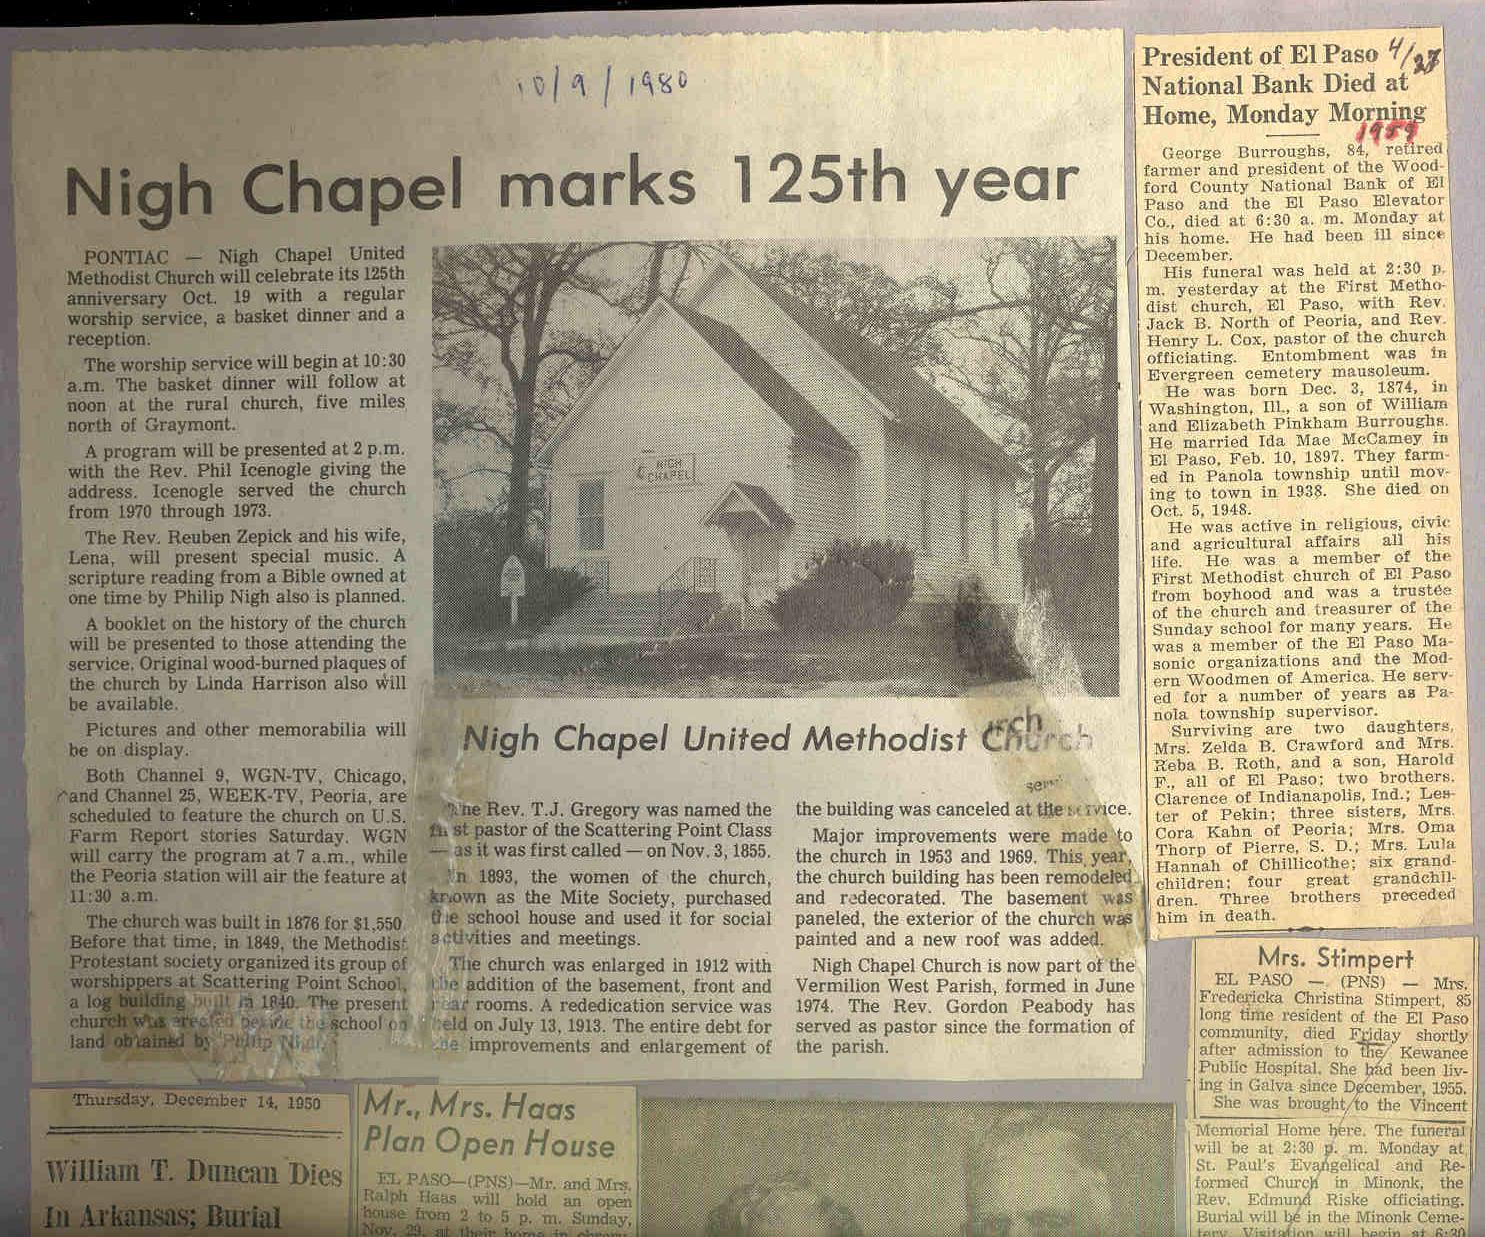 10/9/1980
Nigh Chapel marks 125th year
PONTIAC — Nigh Chapel United
Methodist Church will celebrate its 125th
anniversary Oct. 19 with a regular
worship service, a basket dinner and a
reception.
The worship service will begin at 10:30
a.m. The basket dinner will follow at
noon at the rural church, five miles
north of Graymont.
A program will be presented at 2 p.m.
with the Rev. Phil Icenogle giving the
address. Icenogle served the church
from 1970 through 1973.
The Rev. Reuben Zepick and his wife,
Lena, will present special music. A
scripture reading from a Bible owned at
one time by Philip Nigh also is planned.
A booklet on the history of the church
will be presented to those attending the
service. Original wood-burned plaques of
the church by Linda Harrison also will
be available.
Pictures and other memorabilia will
be on display.
Both Channel 9, WGN-TV, Chicago,
and Channel 25, WEEK-TV, Peoria, are
scheduled to feature the church on U.S.
Farm Report stories Saturday. WGN
will carry the program at 7 a.m., while
the Peoria station will air the feature at
11:30 a.m.
The church was built in 1876 for $1,550.
Before that time, in 1849, the Methodist
Protestant society organized its group of
worshippers at Scattering Point School,
a log building built in 1840. The present
church was erected beside the school on
land obtained by Philip Nigh.
NIGH
CHAPEL
Nigh Chapel United Methodist Church
The Rev. T.J. Gregory was named the
first pastor of the Scattering Point Class
— as it was first called — on Nov. 3, 1855.
In 1893, the women of the church,
known as the Mite Society, purchased
the school house and used it for social
activities and meetings.
The church was enlarged in 1912 with
the addition of the basement, front and
rear rooms. A rededication service was
held on July 13, 1913. The entire debt for
the improvements and enlargement of
the building was canceled at the service.
Major improvements were made to
the church in 1953 and 1969. This year,
the church building has been remodeled
and redecorated. The basement was
paneled, the exterior of the church was
painted and a new roof was added.
Nigh Chapel Church is now part of the
Vermilion West Parish, formed in June
1974. The Rev. Gordon Peabody has
served as pastor since the formation of
the parish.
President of El Paso 4/27
National Bank Died at
Home, Monday Morning
1959
George Burroughs, 84, retired
farmer and president of the Wood-
ford County National Bank of El
Paso and the El Paso Elevator
Co., died at 6:30 a. m. Monday at
his home. He had been ill since
December.
His funeral was held at 2:30 p.
m. yesterday at the First Metho-
dist church, El Paso, with Rev.
Jack B. North of Peoria, and Rev.
Henry L. Cox, pastor of the church
officiating. Entombment was in
Evergreen cemetery mausoleum.
He was born Dec. 3, 1874, in
Washington, Ill., a son of William
and Elizabeth Pinkham Burroughs.
He married Ida Mae McCamey in
El Paso, Feb. 10, 1897. They farm-
ed in Panola township until mov-
ing to town in 1938. She died on
Oct. 5, 1948.
He was active in religious, civic
and agricultural affairs all his
life. He was a member of the
First Methodist church of El Paso
from boyhood and was a trustee
of the church and treasurer of the
Sunday school for many years. He
was a member of the El Paso Ma-
sonic organizations and the Mod-
ern Woodmen of America. He serv-
ed for a number of years as Pa-
nola township supervisor.
Surviving are two daughters,
Mrs. Zelda B. Crawford and Mrs.
Reba B. Roth, and a son, Harold
F., all of El Paso; two brothers.
Clarence of Indianapolis, Ind.; Les-
ter of Pekin; three sisters, Mrs.
Cora Kahn of Peoria; Mrs. Oma
Thorp of Pierre, S. D.; Mrs. Lula
Hannah of Chillicothe; six grand-
children; four great grandchil-
dren. Three brothers preceded
him in death.
Mrs. Stimpert
EL PASO — (PNS) — Mrs.
Fredericka Christina Stimpert, 85
long time resident of the El Paso
community, died Friday shortly
after admission to the Kewanee
Public Hospital. She had been liv-
ing in Galva since December, 1955.
She was brought to the Vincent
Memorial Home here. The funeral
will be at 2:30 p. m. Monday at
St. Paul's Evangelical and Re-
formed Church in Minonk, the
Rev. Edmund Riske officiating.
Burial will be in the Minonk Ceme-
tery. Visitation will begin at 6:30
Thursday, December 14, 1950
William T. Duncan Dies
In Arkansas; Burial
Mr., Mrs. Haas
Plan Open House
EL PASO—(PNS)—Mr. and Mrs.
Ralph Haas will hold an open
house from 2 to 5 p. m. Sunday,
Nov. 29, at their home in